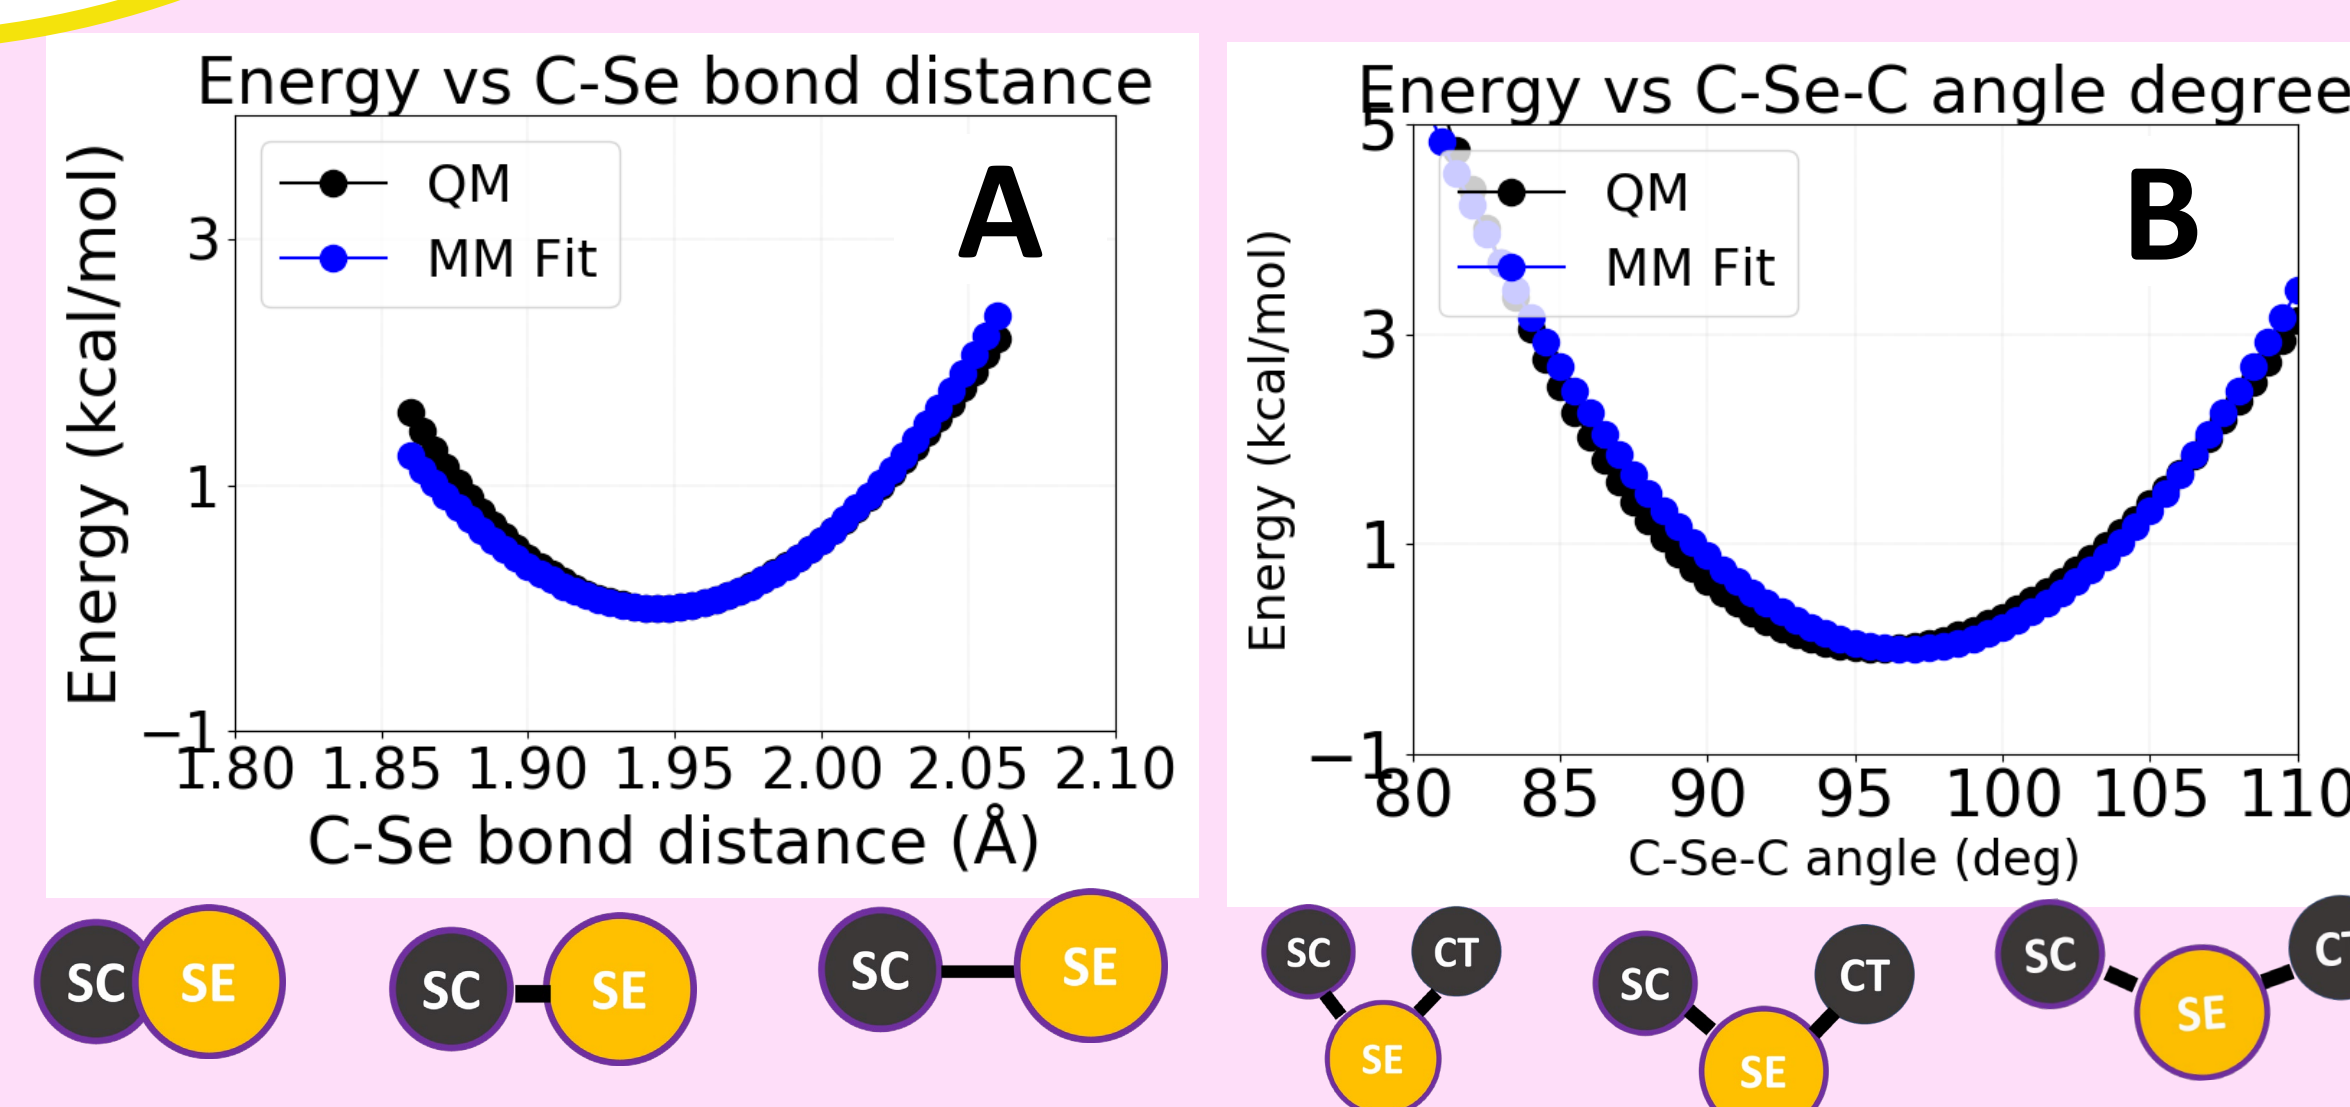 Energy vs C-Se bond distance
Energy (kcal/mol)
QM
MM Fit
A
3
1
−1
1.80 1.85 1.90 1.95 2.00 2.05 2.10
C-Se bond distance (Å)
Energy vs C-Se-C angle degree
Energy (kcal/mol)
QM
MM Fit
B
5
3
1
−1
80 85 90 95 100 105 110
C-Se-C angle (deg)
SC SE
SC SE
SC SE
SC CT
SE
SC CT
SE
SC
SE